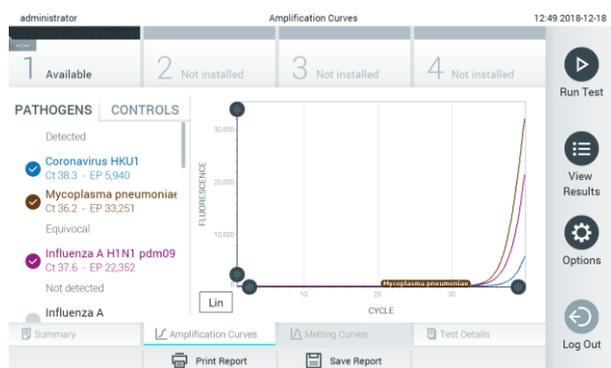 administrator
Amplification Curves
12:49 2018-12-18
1 Available
2 Not installed
3 Not installed
4 Not installed
Run Test
View
Results
Options
Log Out
PATHOGENS CONTROLS
Detected
Coronavirus HKU1
Ct 38.3 - EP 5,940
Mycoplasma pneumoniae
Ct 36.2 - EP 33,251
Equivocal
Influenza A H1N1 pdm09
Ct 37.6 - EP 22,352
Not detected
Influenza A
FLUORESCENCE
30,000
20,000
10,000
0
Mycoplasma pneumoniae
10 20 30
CYCLE
Lin
Summary
Amplification Curves
Melting Curves
Test Details
Print Report
Save Report